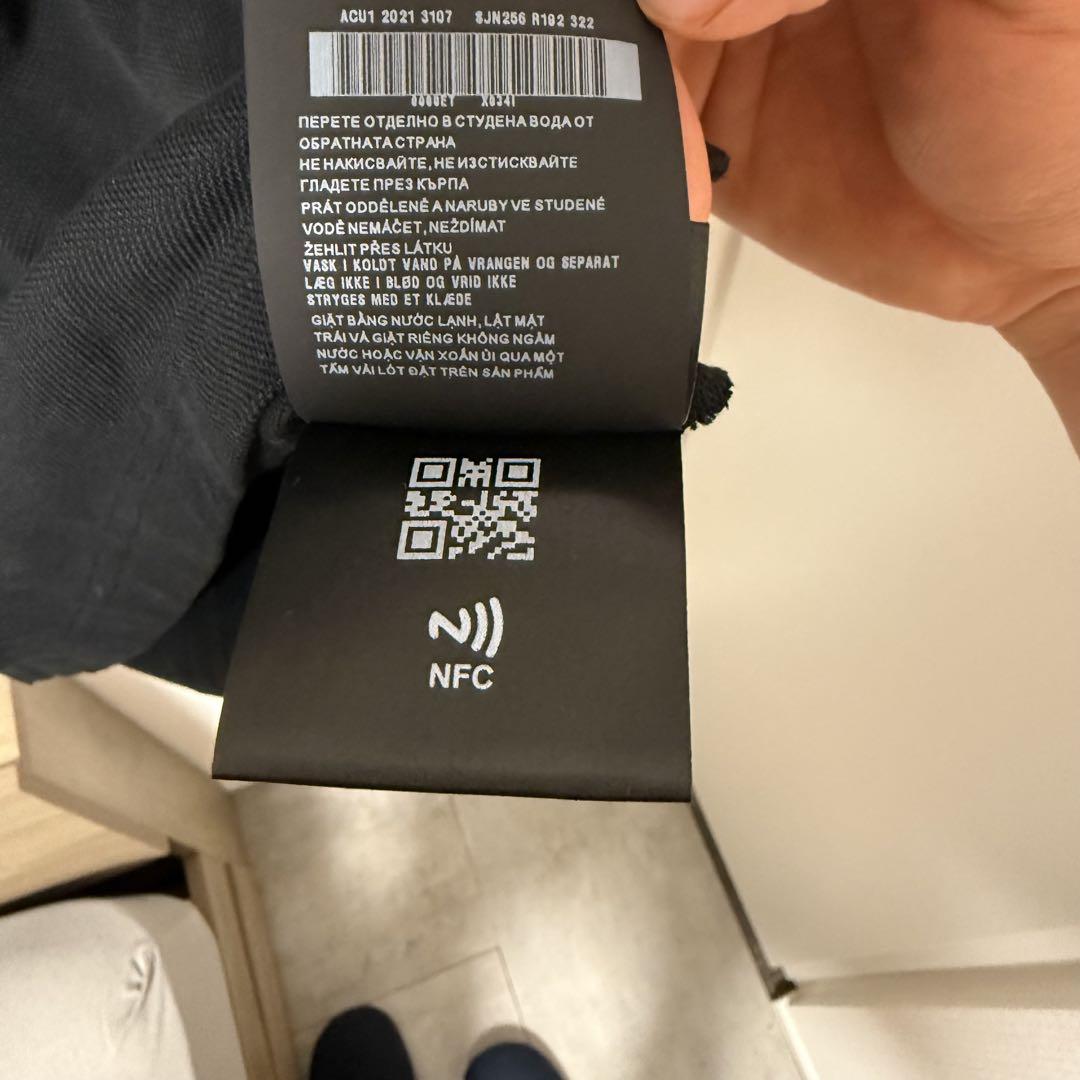 ACU1 2021 3107 SJN256 R192 322
ПЕРЕТЕ ОТДЕЛНО В СТУДЕНА ВОДА ОТ
ОБРАТНАТА СТРАНА
НЕ НАКИСВАЙТЕ, НЕ ИЗСТИСКВАЙТЕ
ГЛАДЕТЕ ПРЕЗ КЪРПА
PRÁT ODDĚLENĚ A NARUBY VE STUDENÉ
VODĚ NEMÁČET, NEŽDÍMAT
ŽEHLIT PŘES LÁTKU
VASK I KOLDT VAND PÅ VRANGEN OG SEPARAT
LÆG IKKE I BLØD OG VRID IKKE
STRYGES MED ET KLÆDE
GIẶT BẰNG NƯỚC LẠNH, LẬT MẶT
TRÁI VÀ GIẶT RIÊNG KHÔNG NGÂM
NƯỚC HOẶC VẶN XOẮN ỦI QUA MỘT
TẤM VẢI LÓT ĐẶT TRÊN SẢN PHẨM
NFC